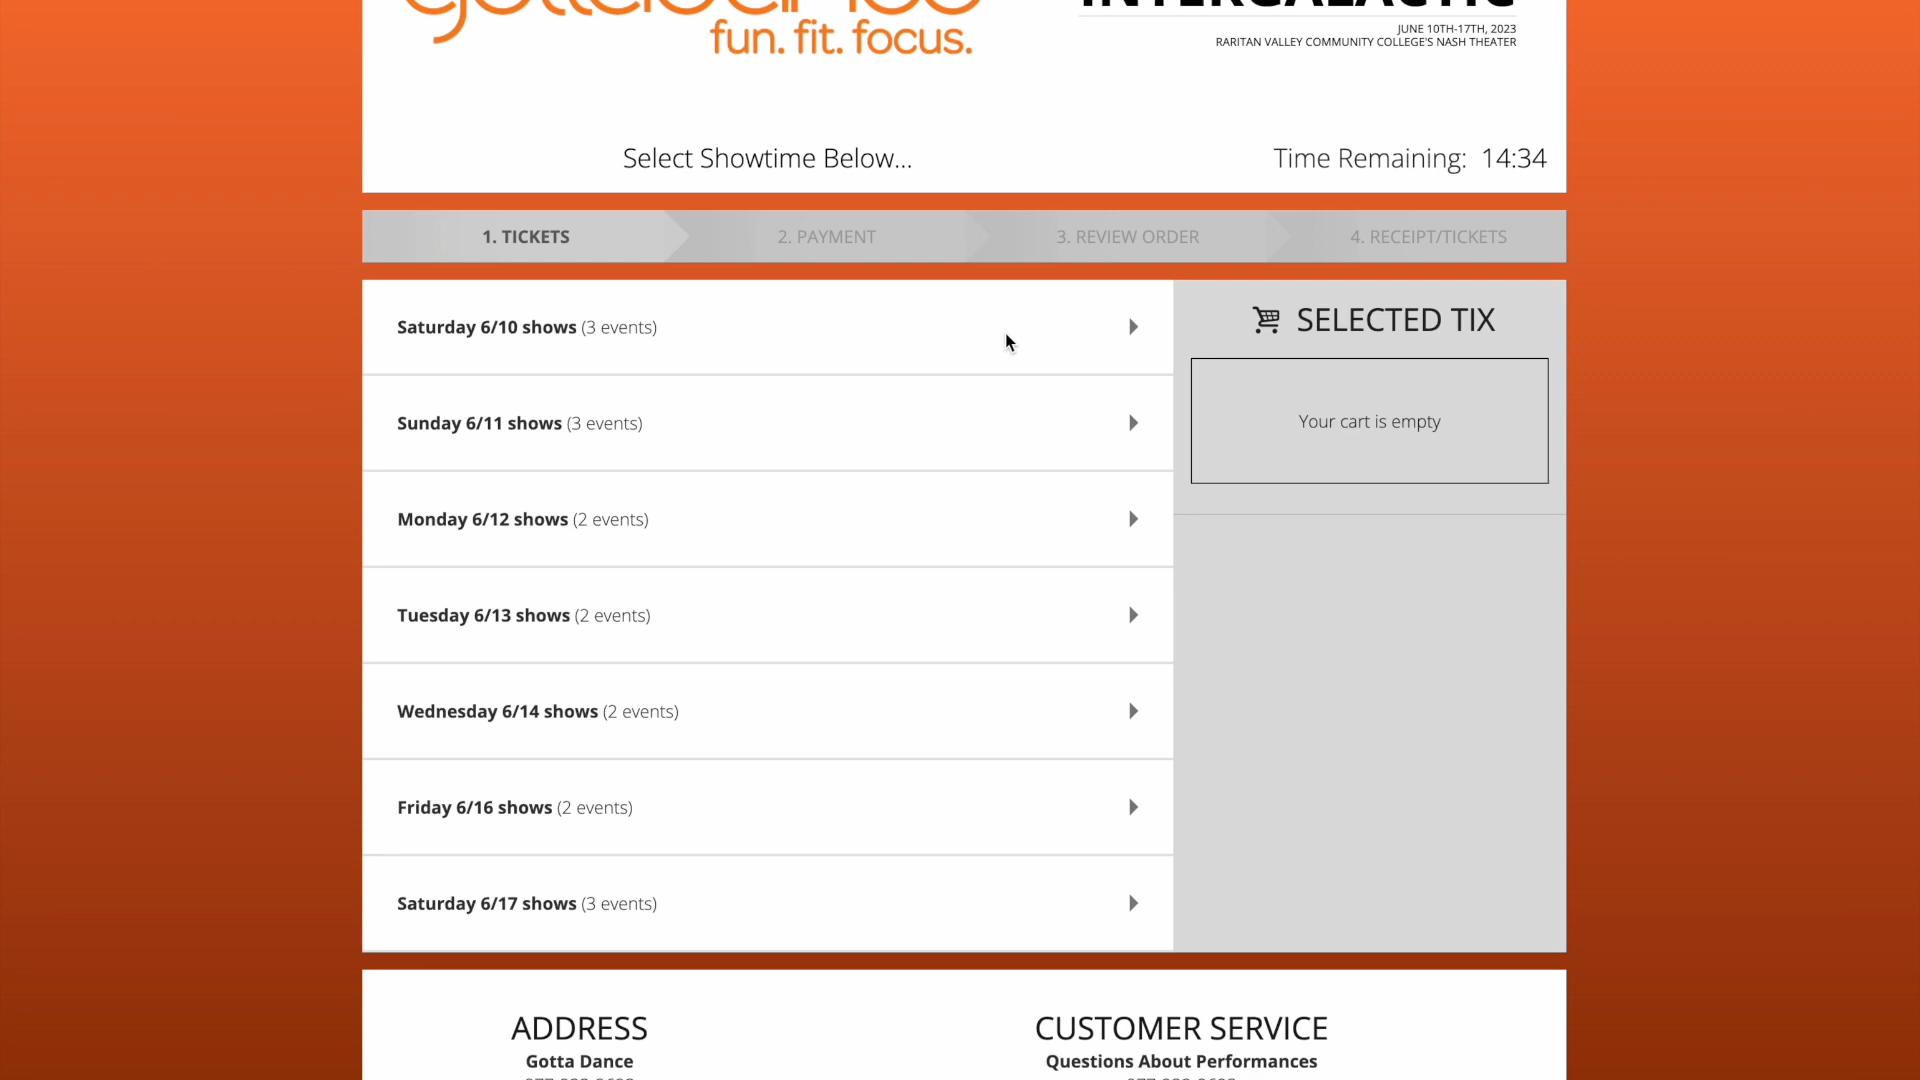 gottadance
fun. fit. focus.
INTERGALACTIC
JUNE 10TH-17TH, 2023
RARITAN VALLEY COMMUNITY COLLEGE'S NASH THEATER
Select Showtime Below...
Time Remaining: 14:34
1. TICKETS
2. PAYMENT
3. REVIEW ORDER
4. RECEIPT/TICKETS
Saturday 6/10 shows (3 events)
Sunday 6/11 shows (3 events)
Monday 6/12 shows (2 events)
Tuesday 6/13 shows (2 events)
Wednesday 6/14 shows (2 events)
Friday 6/16 shows (2 events)
Saturday 6/17 shows (3 events)
SELECTED TIX
Your cart is empty
ADDRESS
Gotta Dance
CUSTOMER SERVICE
Questions About Performances